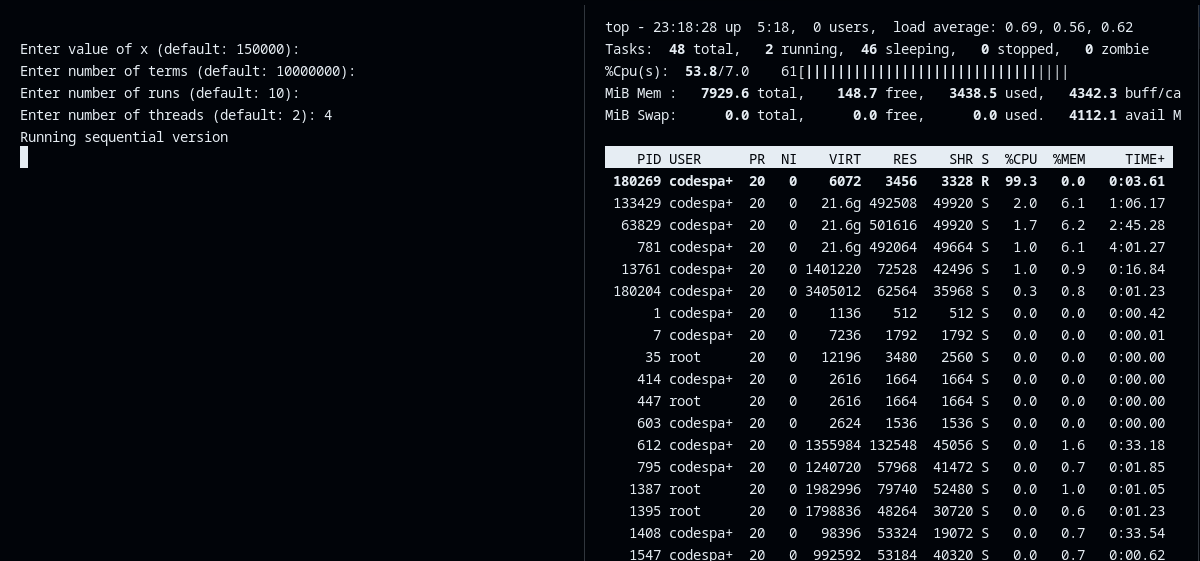 Enter value of x (default: 150000):
Enter number of terms (default: 10000000):
Enter number of runs (default: 10):
Enter number of threads (default: 2): 4
Running sequential version
top - 23:18:28 up  5:18,  0 users,  load average: 0.69, 0.56, 0.62
Tasks:  48 total,   2 running,  46 sleeping,   0 stopped,   0 zombie
%Cpu(s):  53.8/7.0    61[|||||||||||||||||||||||||||||||||
MiB Mem :   7929.6 total,    148.7 free,   3438.5 used,   4342.3 buff/ca
MiB Swap:      0.0 total,      0.0 free,      0.0 used.   4112.1 avail M
PID USER      PR  NI    VIRT    RES    SHR S  %CPU  %MEM     TIME+
180269 codespa+  20   0    6072   3456   3328 R  99.3   0.0   0:03.61
133429 codespa+  20   0   21.6g 492508  49920 S   2.0   6.1   1:06.17
63829 codespa+  20   0   21.6g 501616  49920 S   1.7   6.2   2:45.28
781 codespa+  20   0   21.6g 492064  49664 S   1.0   6.1   4:01.27
13761 codespa+  20   0 1401220  72528  42496 S   1.0   0.9   0:16.84
180204 codespa+  20   0 3405012  62564  35968 S   0.3   0.8   0:01.23
1 codespa+  20   0    1136    512    512 S   0.0   0.0   0:00.42
7 codespa+  20   0    7236   1792   1792 S   0.0   0.0   0:00.01
35 root      20   0   12196   3480   2560 S   0.0   0.0   0:00.00
414 codespa+  20   0    2616   1664   1664 S   0.0   0.0   0:00.00
447 root      20   0    2616   1664   1664 S   0.0   0.0   0:00.00
603 codespa+  20   0    2624   1536   1536 S   0.0   0.0   0:00.00
612 codespa+  20   0 1355984 132548  45056 S   0.0   1.6   0:33.18
795 codespa+  20   0 1240720  57968  41472 S   0.0   0.7   0:01.85
1387 root      20   0 1982996  79740  52480 S   0.0   1.0   0:01.05
1395 root      20   0 1798836  48264  30720 S   0.0   0.6   0:01.23
1408 codespa+  20   0   98396  53324  19072 S   0.0   0.7   0:33.54
1547 codespa+  20   0  992592  53184  40320 S   0.0   0.7   0:00.62